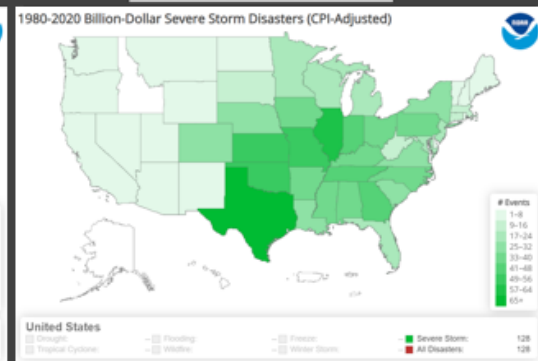 1980-2020 Billion-Dollar Severe Storm Disasters (CPI-Adjusted)
NOAA
# Events
1-8
9-16
17-24
25-32
33-40
41-48
49-56
57-64
65+
United States
Drought: -- Flooding: -- Freeze: -- Severe Storm: 128
Tropical Cyclone: -- Wildfire: -- Winter Storm: -- All Disasters: 128